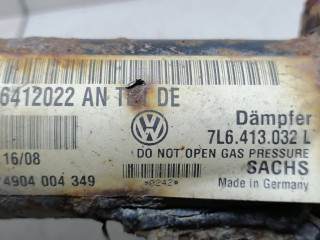 6412022 AN T DE
Dämpfer
7L6.413.032 L
16/08
DO NOT OPEN GAS PRESSURE
SACHS
4904 004 349
*0242*
Made in Germany